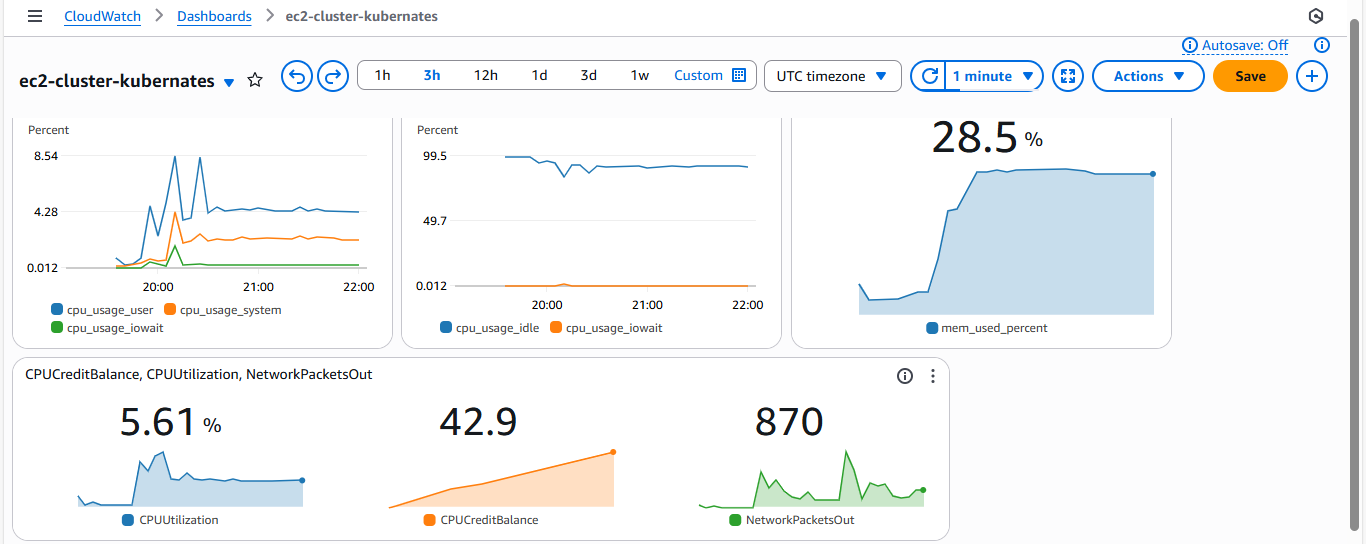 CloudWatch > Dashboards > ec2-cluster-kubernates
Autosave: Off
ec2-cluster-kubernates 1h 3h 12h 1d 3d 1w Custom UTC timezone 1 minute Actions Save
Percent
8.54
4.28
0.012
20:00 21:00 22:00
cpu_usage_user cpu_usage_system
cpu_usage_iowait
Percent
99.5
49.7
0.012
20:00 21:00 22:00
cpu_usage_idle cpu_usage_iowait
28.5 %
mem_used_percent
CPUCreditBalance, CPUUtilization, NetworkPacketsOut
5.61 % 42.9 870
CPUUtilization CPUCreditBalance NetworkPacketsOut